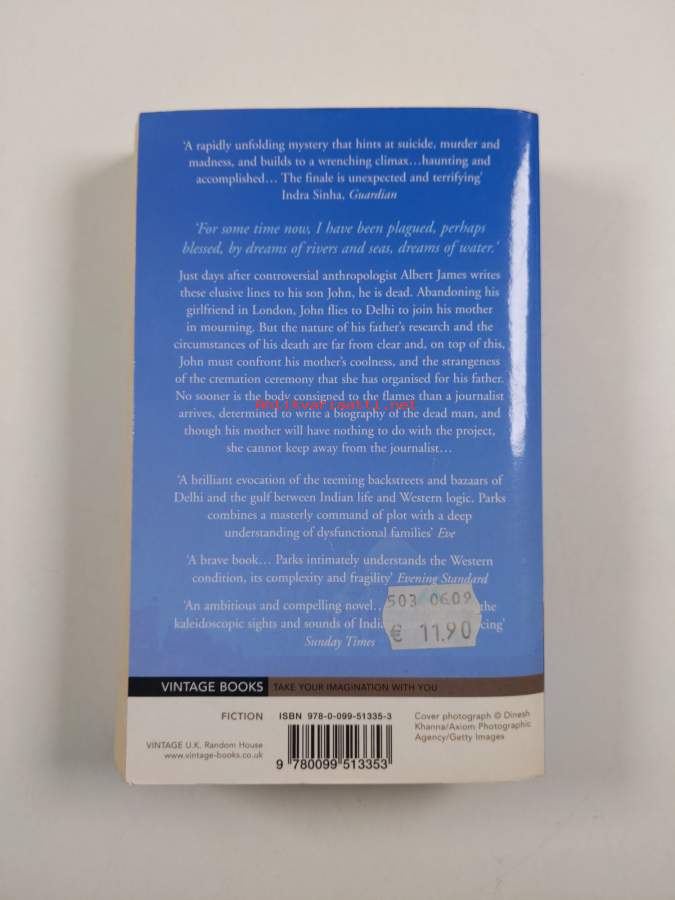 'A rapidly unfolding mystery that hints at suicide, murder and
madness, and builds to a wrenching climax…haunting and
accomplished… The finale is unexpected and terrifying'
Indra Sinha, Guardian
'For some time now, I have been plagued, perhaps
blessed, by dreams of rivers and seas, dreams of water.'
Just days after controversial anthropologist Albert James writes
these elusive lines to his son John, he is dead. Abandoning his
girlfriend in London, John flies to Delhi to join his mother
in mourning. But the nature of his father's research and the
circumstances of his death are far from clear and, on top of this,
John must confront his mother's coolness, and the strangeness
of the cremation ceremony that she has organised for his father.
No sooner is the body consigned to the flames than a journalist
Antikvariaatti.net
arrives, determined to write a biography of the dead man, and
though his mother will have nothing to do with the project,
she cannot keep away from the journalist…
'A brilliant evocation of the teeming backstreets and bazaars of
Delhi and the gulf between Indian life and Western logic. Parks
combines a masterly command of plot with a deep
understanding of dysfunctional families' Eve
'A brave book… Parks intimately understands the Western
condition, its complexity and fragility' Evening Standard
'An ambitious and compelling novel… the
kaleidoscopic sights and sounds of
Sunday Times
503 0609
€ 11.90
VINTAGE BOOKS TAKE YOUR IMAGINATION WITH YOU
FICTION
ISBN 978-0-099-51335-3
9 780099 513353
VINTAGE U.K. Random House
www.vintage-books.co.uk
Cover photograph © Dinesh
Khanna/Axiom Photographic
Agency/Getty Images